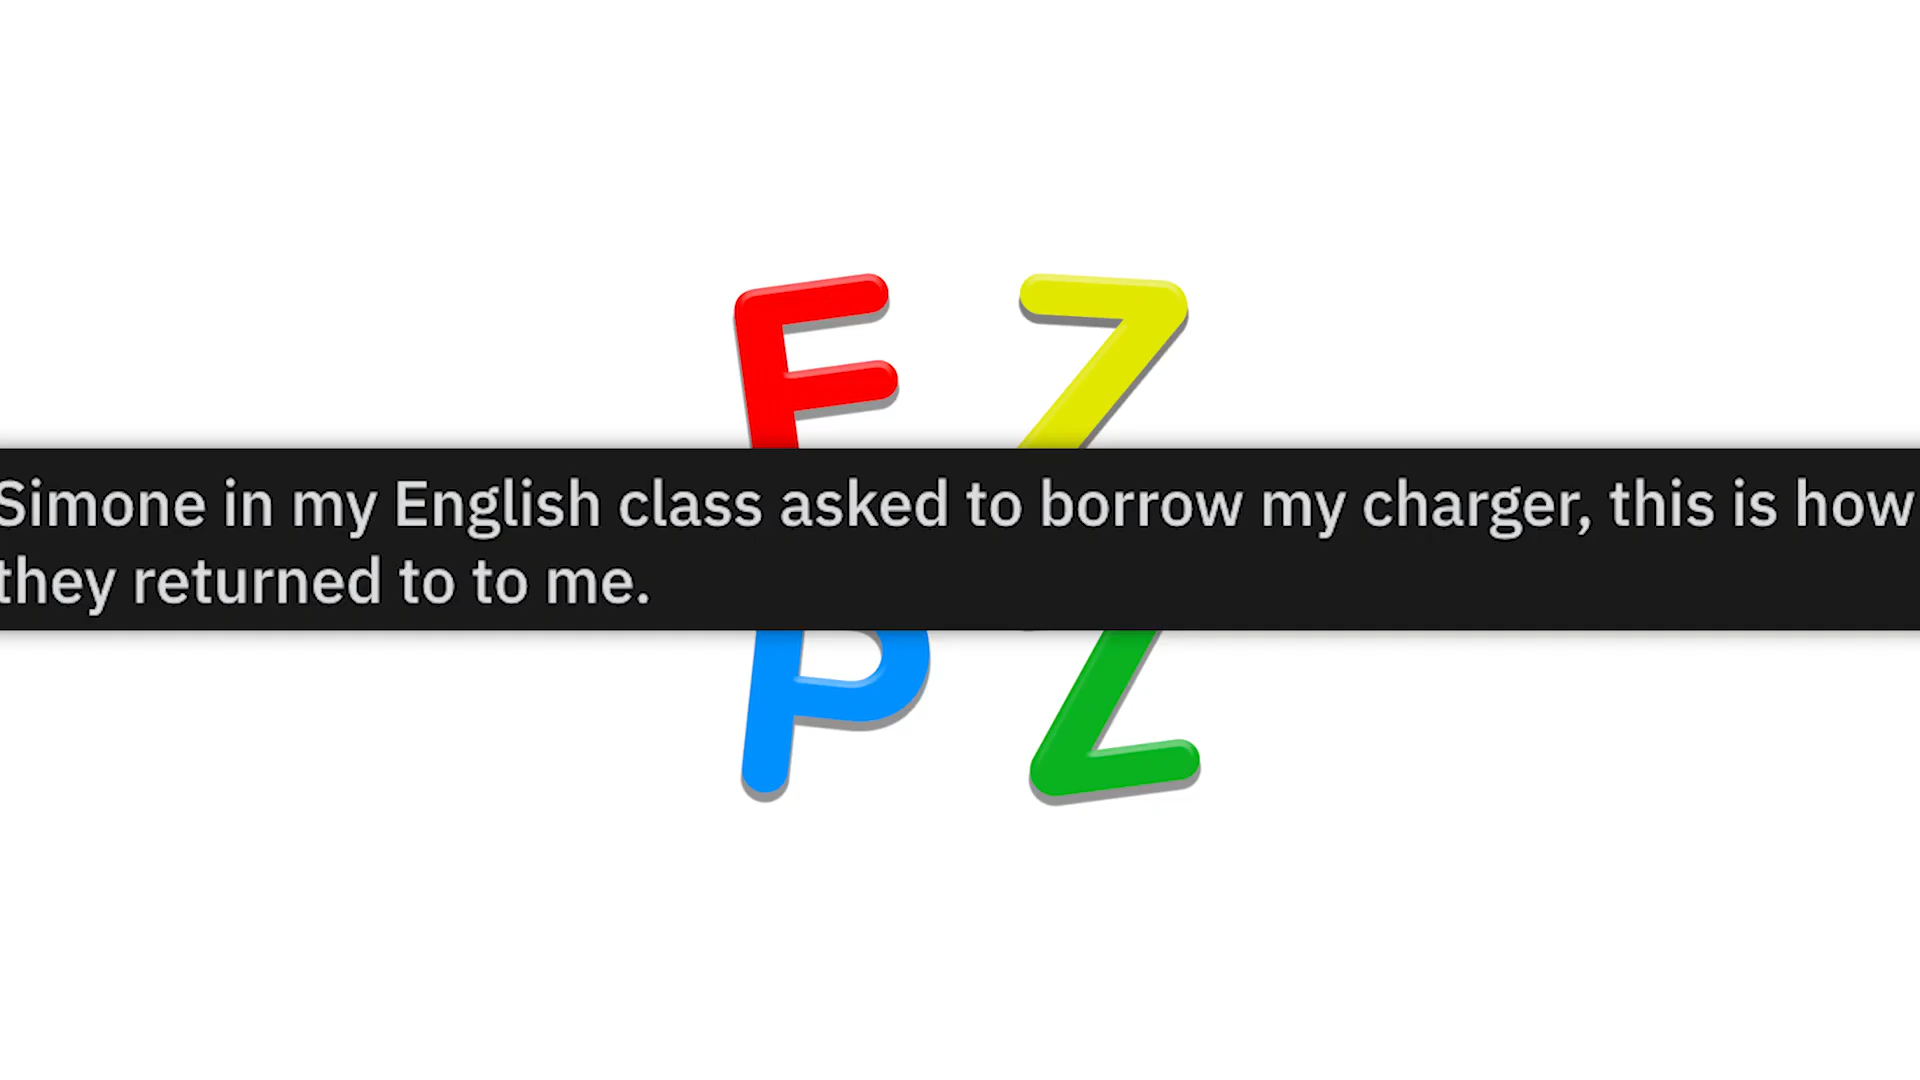 Simone in my English class asked to borrow my charger, this is how
they returned to to me.